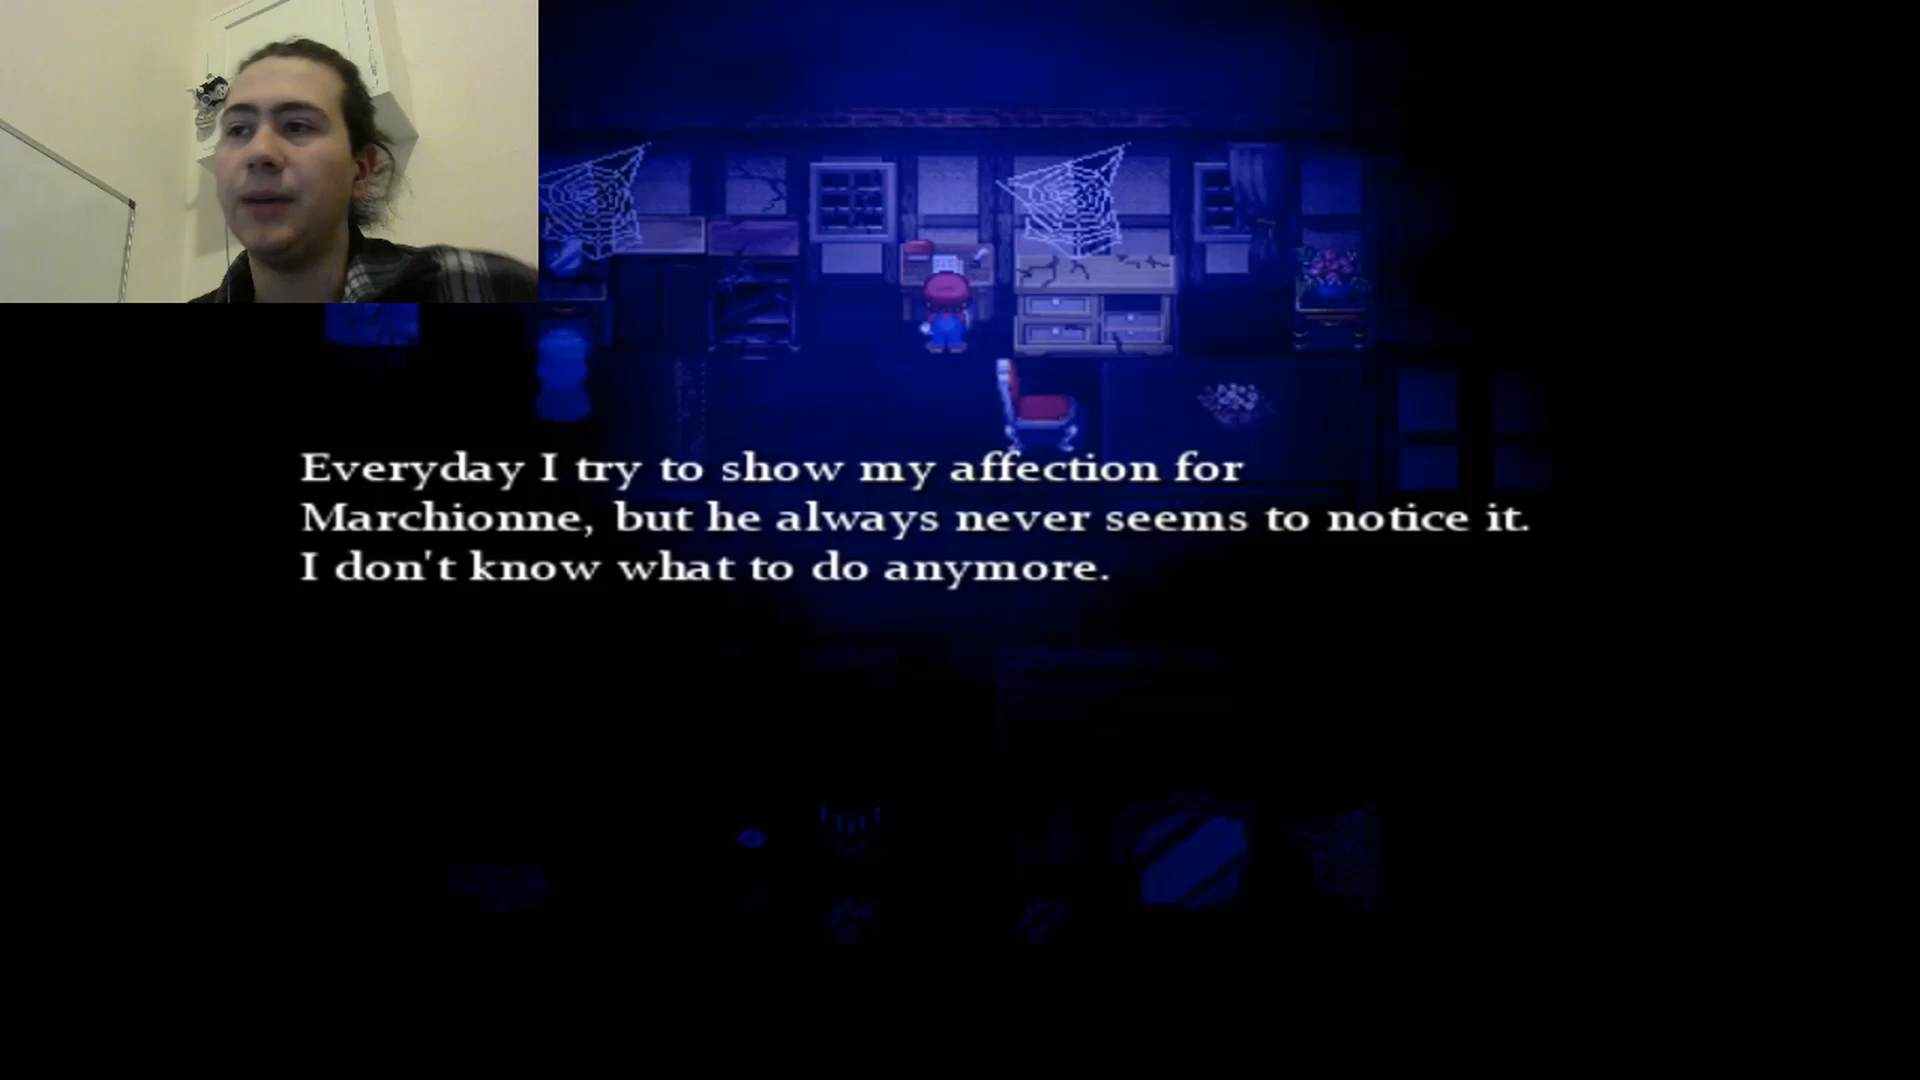 Everyday I try to show my affection for
Marchionne, but he always never seems to notice it.
I don't know what to do anymore.